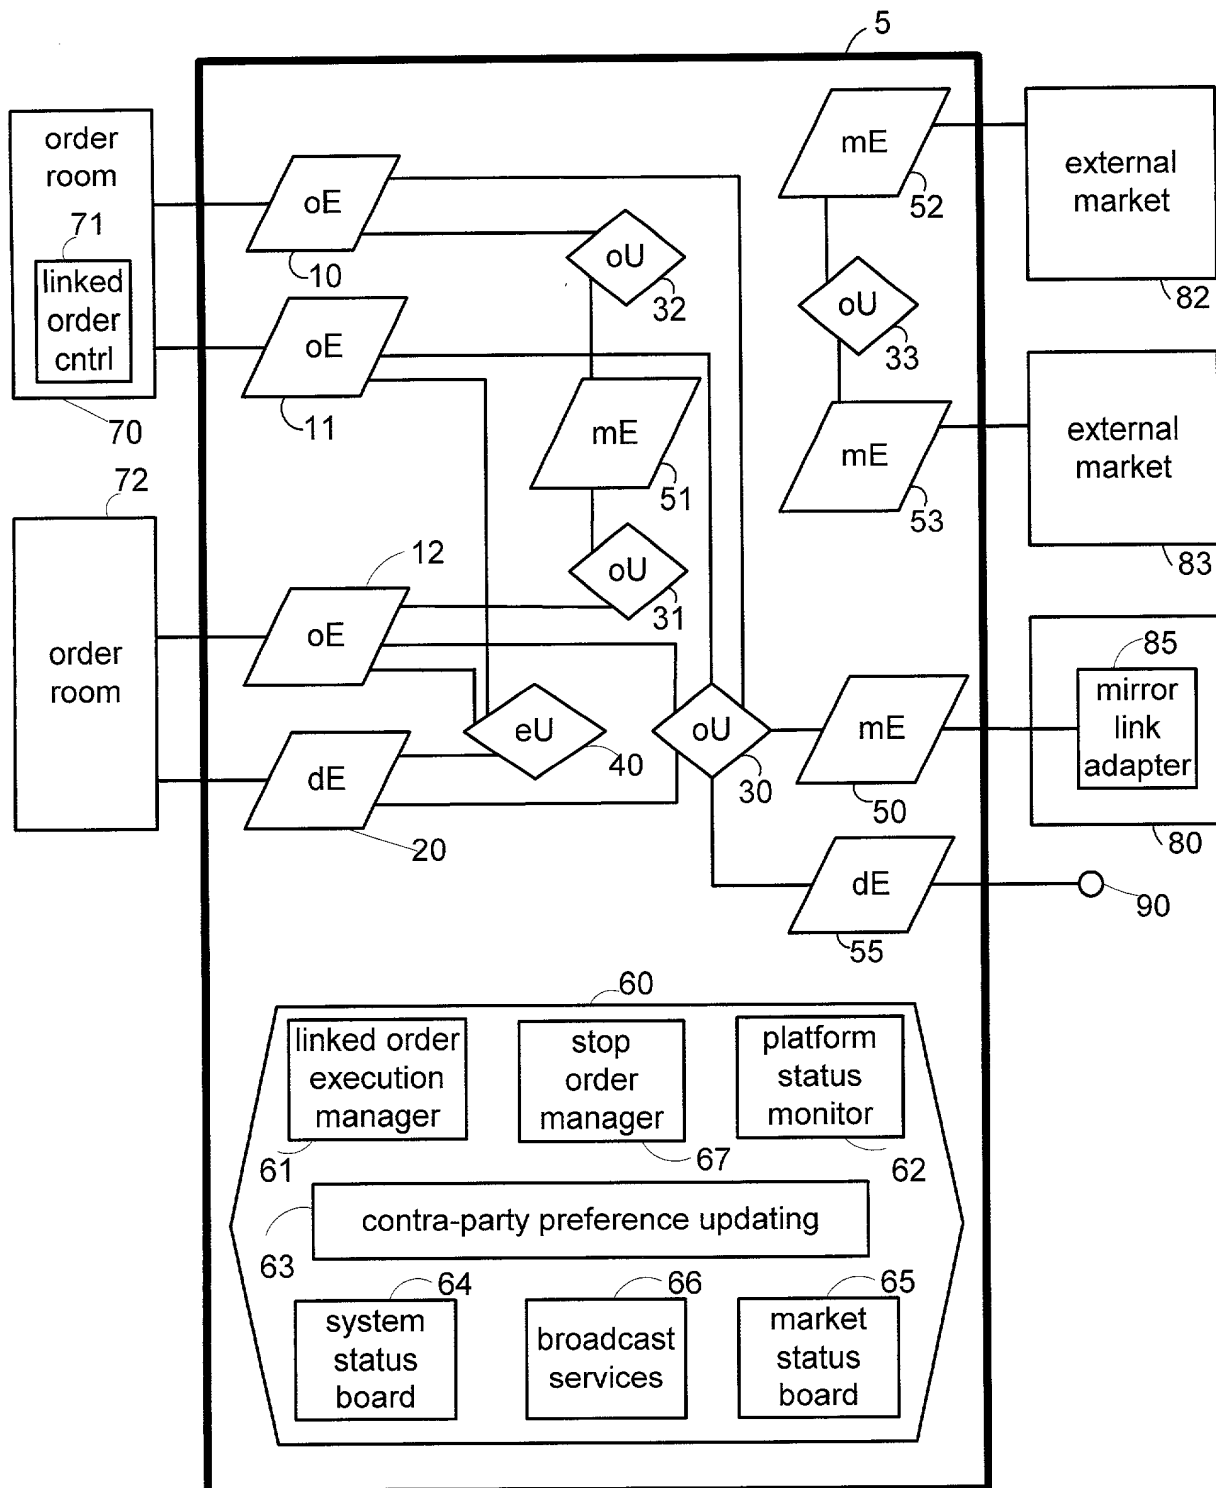 5
order
room
71
linked
order
cntrl
70
72
order
room
oE
10
oE
11
12
oE
dE
20
oU
32
mE
51
oU
31
eU
40
oU
30
mE
52
oU
33
mE
53
mE
50
dE
55
external
market
82
external
market
83
85
mirror
link
adapter
80
90
60
linked order
execution
manager
61
stop
order
manager
67
platform
status
monitor
62
contra-party preference updating
63
64
system
status
board
66
broadcast
services
65
market
status
board